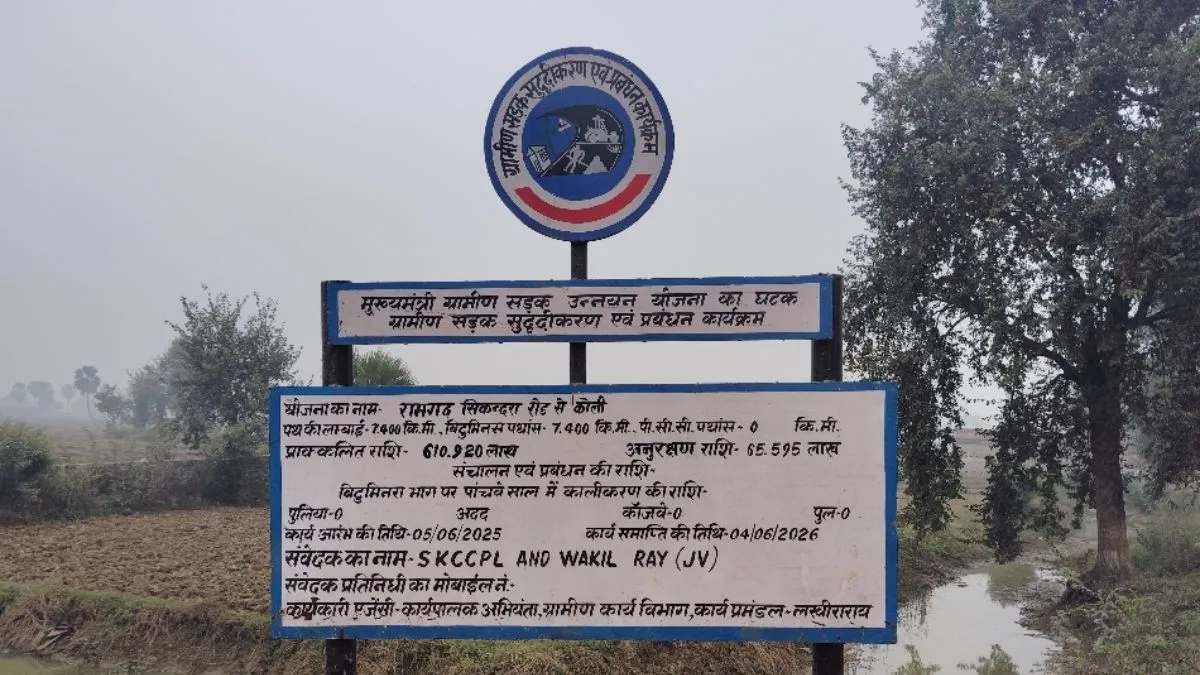 ग्रामीण सड़क सुदृढ़ीकरण एवं प्रबंधन कार्यक्रम
मुख्यमंत्री ग्रामीण सड़क उन्नयन योजना का घटक
ग्रामीण सड़क सुदृढ़ीकरण एवं प्रबंधन कार्यक्रम
योजना का नाम- रामगढ़ सिकन्दरा रोड से कोली
पथ की लम्बाई- 7.400 कि.मी., बिटुमिनस पथांस- 7.400 कि.मी. पी.सी.सी. पथांस- 0 कि.मी.
प्राक्कलित राशि- 610.920 लाख अनुरक्षण राशि- 65.595 लाख
संचालन एवं प्रबंधन की राशि-
बिटुमिनस भाग पर पांचवे साल में कालीकरण की राशि-
पुलिया-0 अदद कॉजवे-0 पुल-0
कार्य आरंभ की तिथि-05/06/2025 कार्य समाप्ति की तिथि-04/06/2026
संवेदक का नाम- SKCCPL AND WAKIL RAY (JV)
संवेदक प्रतिनिधी का मोबाईल नं.-
कार्यकारी एजेंसी- कार्यपालक अभियंता, ग्रामीण कार्य विभाग, कार्य प्रमंडल- लखीसराय